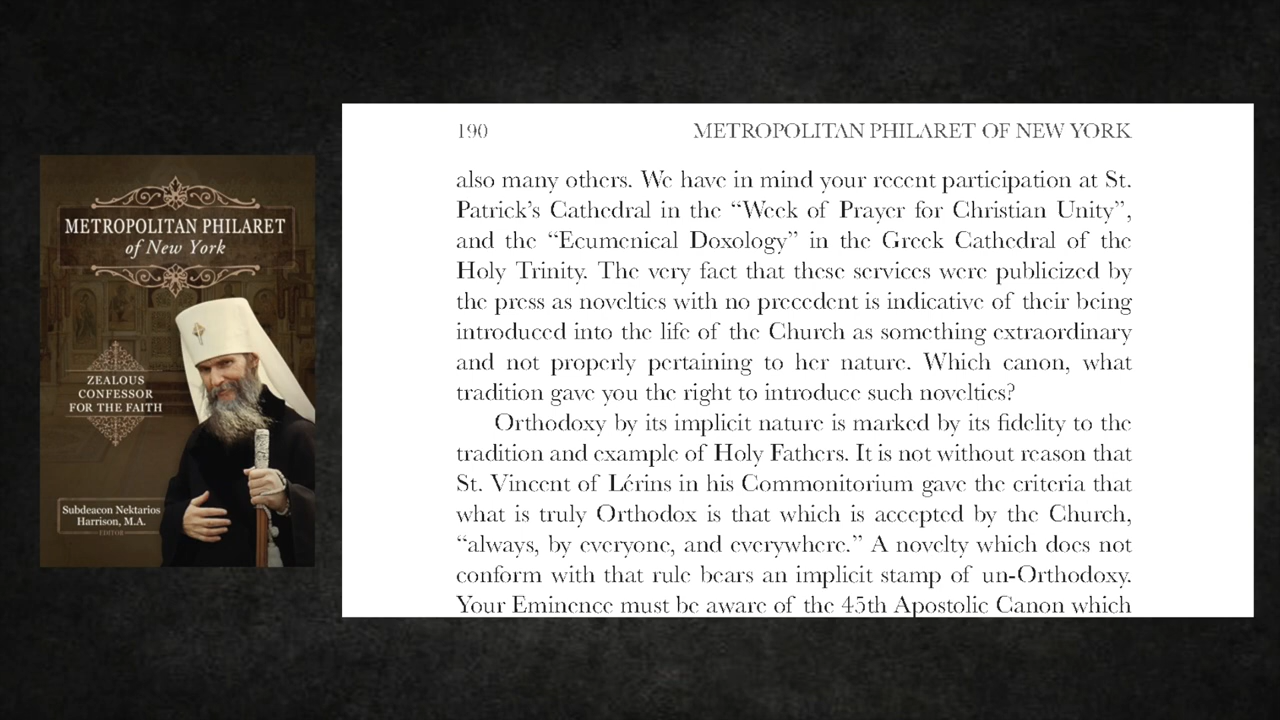 METROPOLITAN PHILARET
of New York
ZEALOUS
CONFESSOR
FOR THE FAITH
Subdeacon Nektarios
Harrison, M.A.
EDITOR
190 METROPOLITAN PHILARET OF NEW YORK
also many others. We have in mind your recent participation at St.
Patrick’s Cathedral in the “Week of Prayer for Christian Unity”,
and the “Ecumenical Doxology” in the Greek Cathedral of the
Holy Trinity. The very fact that these services were publicized by
the press as novelties with no precedent is indicative of their being
introduced into the life of the Church as something extraordinary
and not properly pertaining to her nature. Which canon, what
tradition gave you the right to introduce such novelties?
Orthodoxy by its implicit nature is marked by its fidelity to the
tradition and example of Holy Fathers. It is not without reason that
St. Vincent of Lérins in his Commonitorium gave the criteria that
what is truly Orthodox is that which is accepted by the Church,
“always, by everyone, and everywhere.” A novelty which does not
conform with that rule bears an implicit stamp of un-Orthodoxy.
Your Eminence must be aware of the 45th Apostolic Canon which